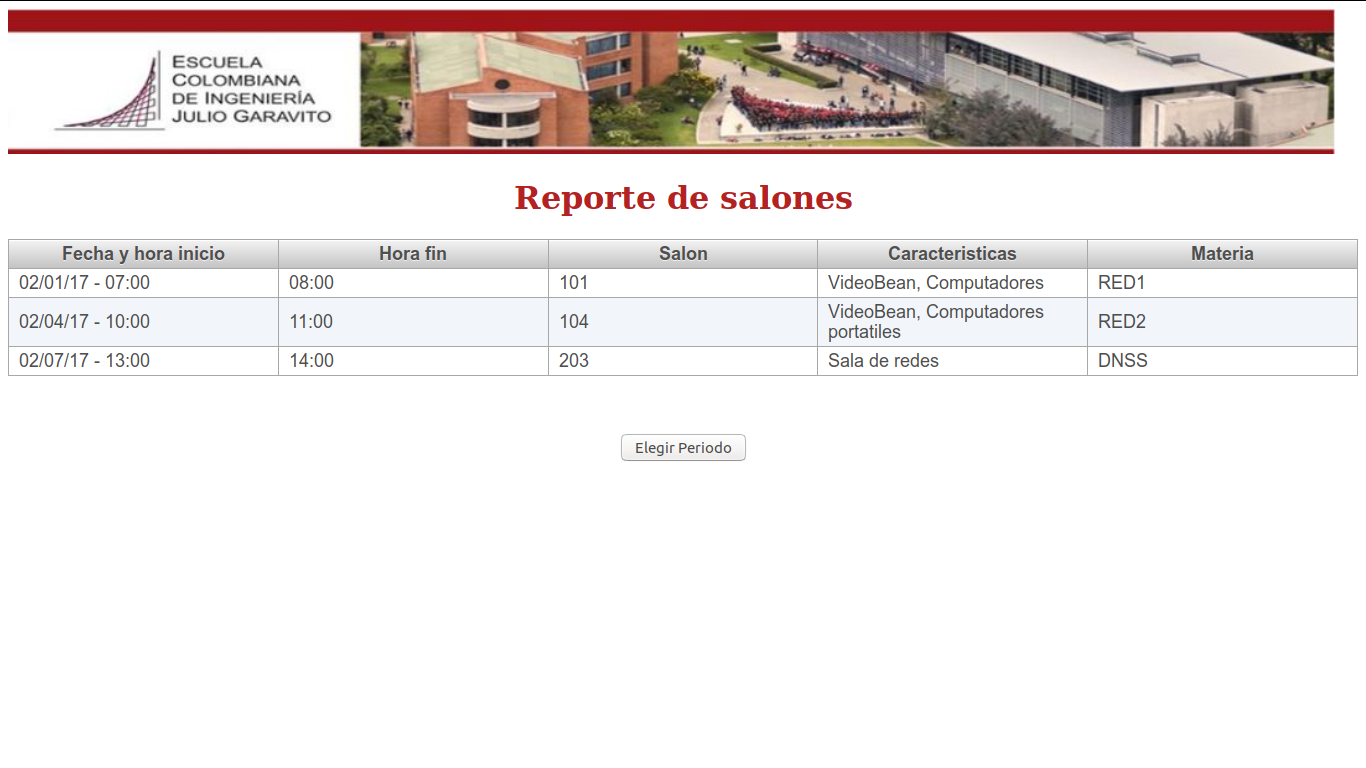 ESCUELA
COLOMBIANA
DE INGENIERÍA
JULIO GARAVITO
Reporte de salones
Fecha y hora inicio Hora fin Salon Caracteristicas Materia
02/01/17 - 07:00 08:00 101 VideoBean, Computadores RED1
02/04/17 - 10:00 11:00 104 VideoBean, Computadores portatiles RED2
02/07/17 - 13:00 14:00 203 Sala de redes DNSS
Elegir Periodo